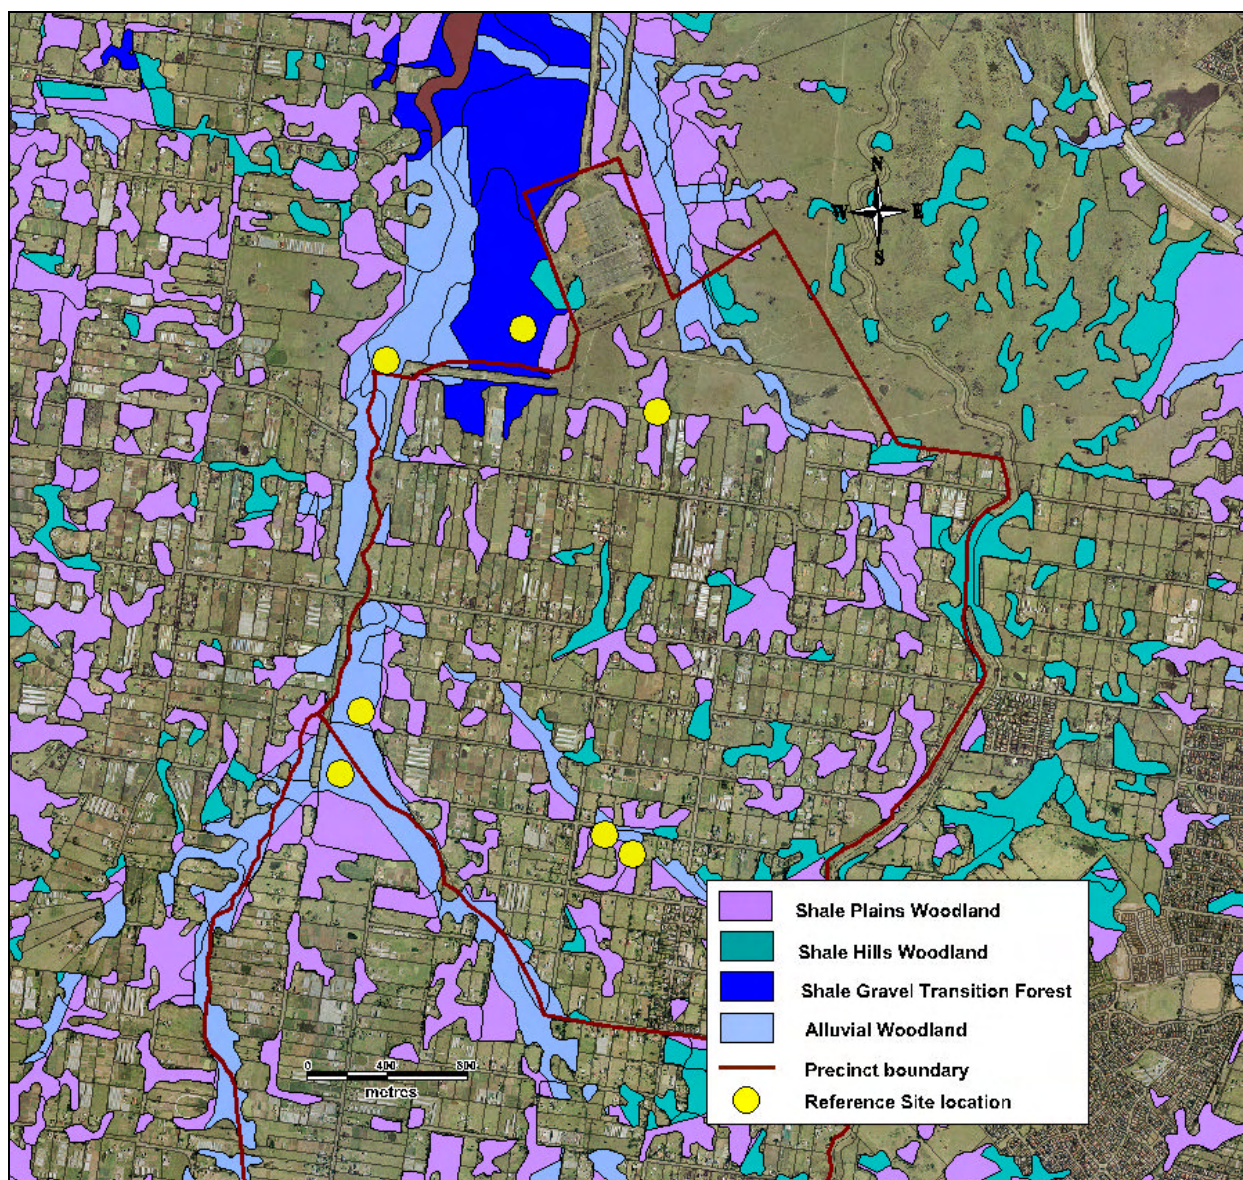 N
W E
S
Shale Plains Woodland
Shale Hills Woodland
Shale Gravel Transition Forest
Alluvial Woodland
Precinct boundary
Reference Site location
0 400 800
metres